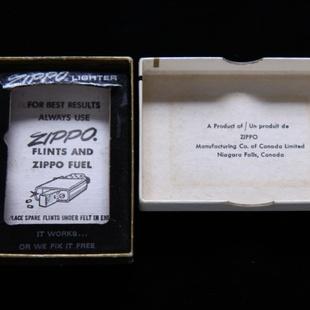 ZIPPO LIGHTER
FOR BEST RESULTS
ALWAYS USE
ZIPPO
FLINTS AND
ZIPPO FUEL
PLACE SPARE FLINTS UNDER FELT IN
IT WORKS...
OR WE FIX IT FREE
A Product of / Un produit de
ZIPPO
Manufacturing Co. of Canada Limited
Niagara Falls, Canada